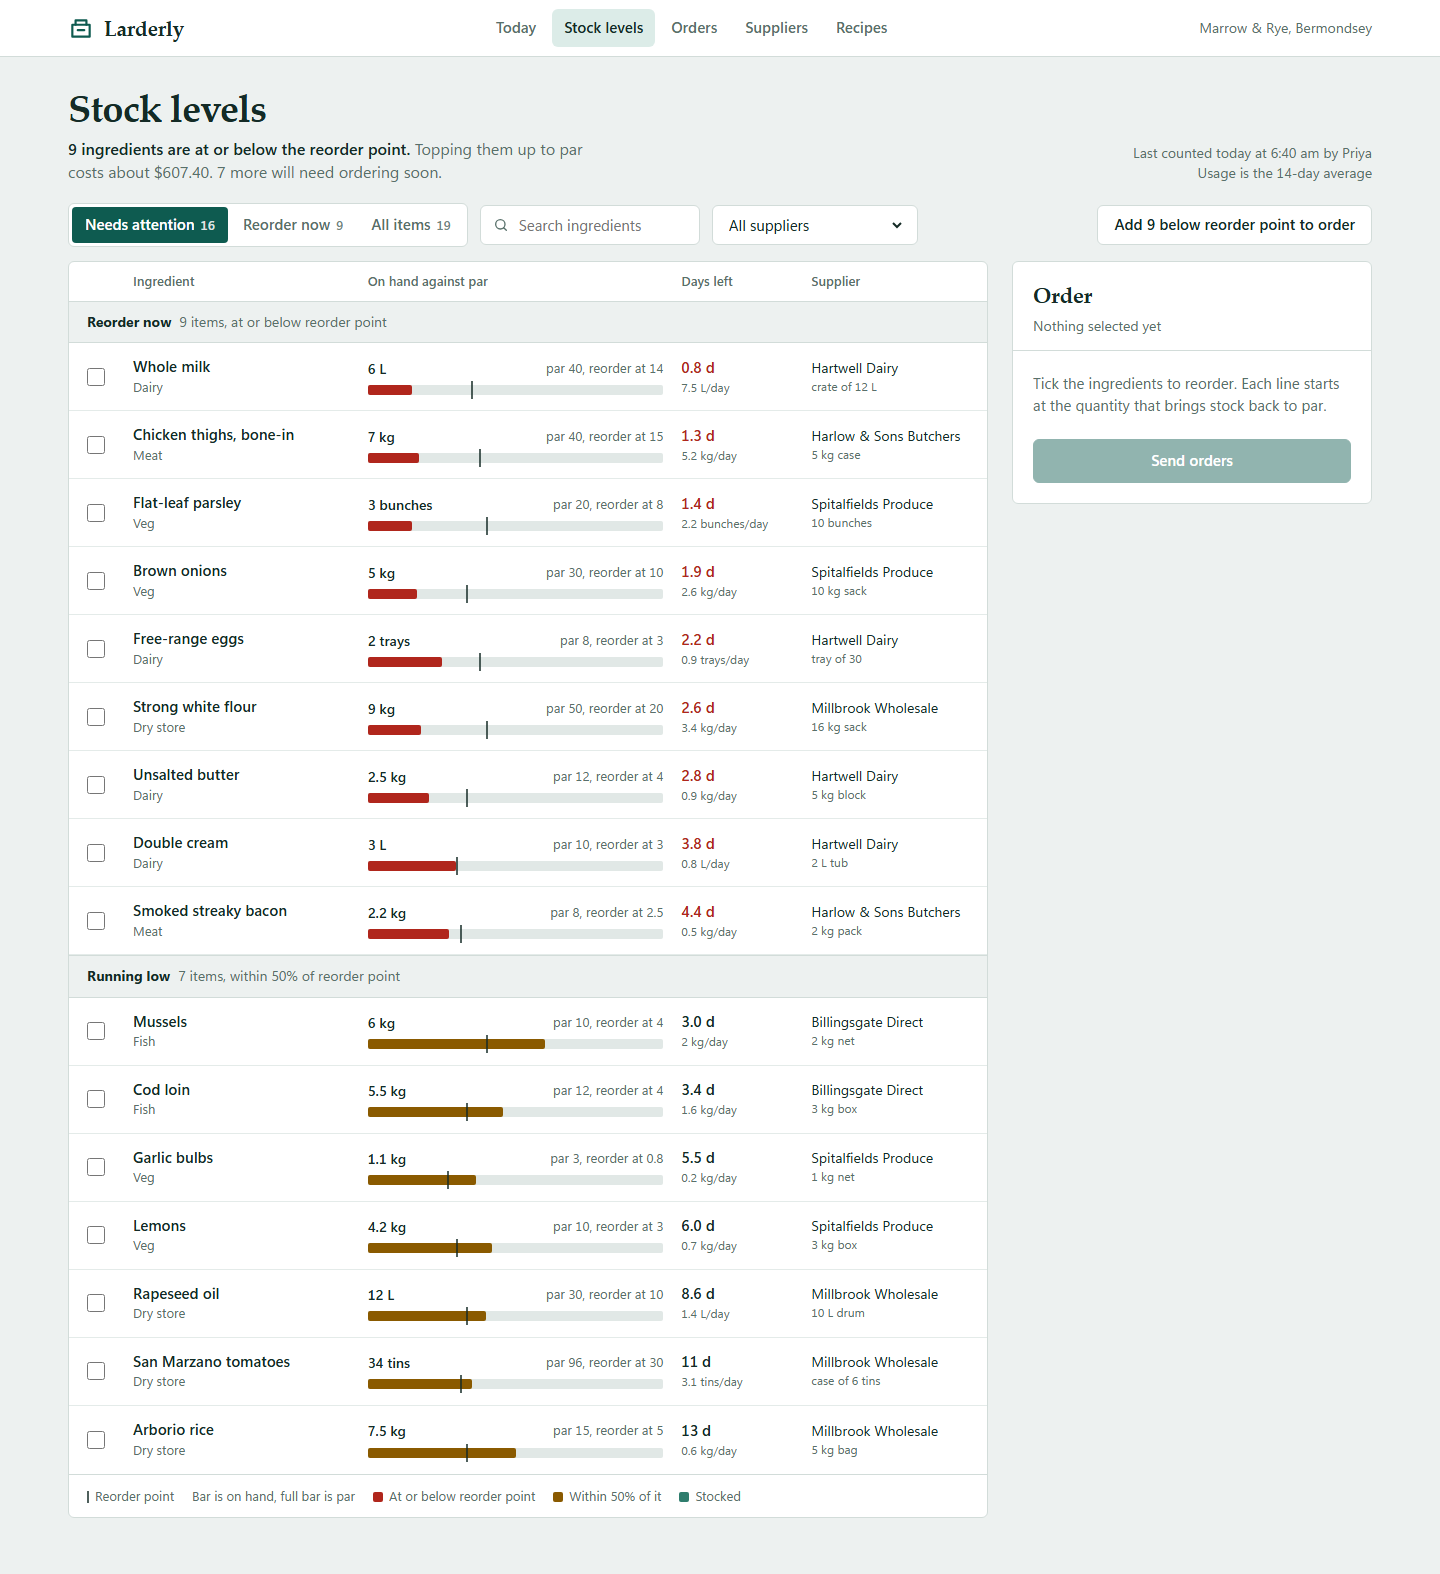 Larderly
Today
Stock levels
Orders
Suppliers
Recipes
Marrow & Rye, Bermondsey
Stock levels
9 ingredients are at or below the reorder point. Topping them up to par
costs about $607.40. 7 more will need ordering soon.
Last counted today at 6:40 am by Priya
Usage is the 14-day average
Needs attention 16
Reorder now 9
All items 19
Search ingredients
All suppliers
Add 9 below reorder point to order
Ingredient
On hand against par
Days left
Supplier
Reorder now 9 items, at or below reorder point
Whole milk
Dairy
6 L
par 40, reorder at 14
0.8 d
7.5 L/day
Hartwell Dairy
crate of 12 L
Chicken thighs, bone-in
Meat
7 kg
par 40, reorder at 15
1.3 d
5.2 kg/day
Harlow & Sons Butchers
5 kg case
Flat-leaf parsley
Veg
3 bunches
par 20, reorder at 8
1.4 d
2.2 bunches/day
Spitalfields Produce
10 bunches
Brown onions
Veg
5 kg
par 30, reorder at 10
1.9 d
2.6 kg/day
Spitalfields Produce
10 kg sack
Free-range eggs
Dairy
2 trays
par 8, reorder at 3
2.2 d
0.9 trays/day
Hartwell Dairy
tray of 30
Strong white flour
Dry store
9 kg
par 50, reorder at 20
2.6 d
3.4 kg/day
Millbrook Wholesale
16 kg sack
Unsalted butter
Dairy
2.5 kg
par 12, reorder at 4
2.8 d
0.9 kg/day
Hartwell Dairy
5 kg block
Double cream
Dairy
3 L
par 10, reorder at 3
3.8 d
0.8 L/day
Hartwell Dairy
2 L tub
Smoked streaky bacon
Meat
2.2 kg
par 8, reorder at 2.5
4.4 d
0.5 kg/day
Harlow & Sons Butchers
2 kg pack
Running low 7 items, within 50% of reorder point
Mussels
Fish
6 kg
par 10, reorder at 4
3.0 d
2 kg/day
Billingsgate Direct
2 kg net
Cod loin
Fish
5.5 kg
par 12, reorder at 4
3.4 d
1.6 kg/day
Billingsgate Direct
3 kg box
Garlic bulbs
Veg
1.1 kg
par 3, reorder at 0.8
5.5 d
0.2 kg/day
Spitalfields Produce
1 kg net
Lemons
Veg
4.2 kg
par 10, reorder at 3
6.0 d
0.7 kg/day
Spitalfields Produce
3 kg box
Rapeseed oil
Dry store
12 L
par 30, reorder at 10
8.6 d
1.4 L/day
Millbrook Wholesale
10 L drum
San Marzano tomatoes
Dry store
34 tins
par 96, reorder at 30
11 d
3.1 tins/day
Millbrook Wholesale
case of 6 tins
Arborio rice
Dry store
7.5 kg
par 15, reorder at 5
13 d
0.6 kg/day
Millbrook Wholesale
5 kg bag
Reorder point
Bar is on hand, full bar is par
At or below reorder point
Within 50% of it
Stocked
Order
Nothing selected yet
Tick the ingredients to reorder. Each line starts
at the quantity that brings stock back to par.
Send orders